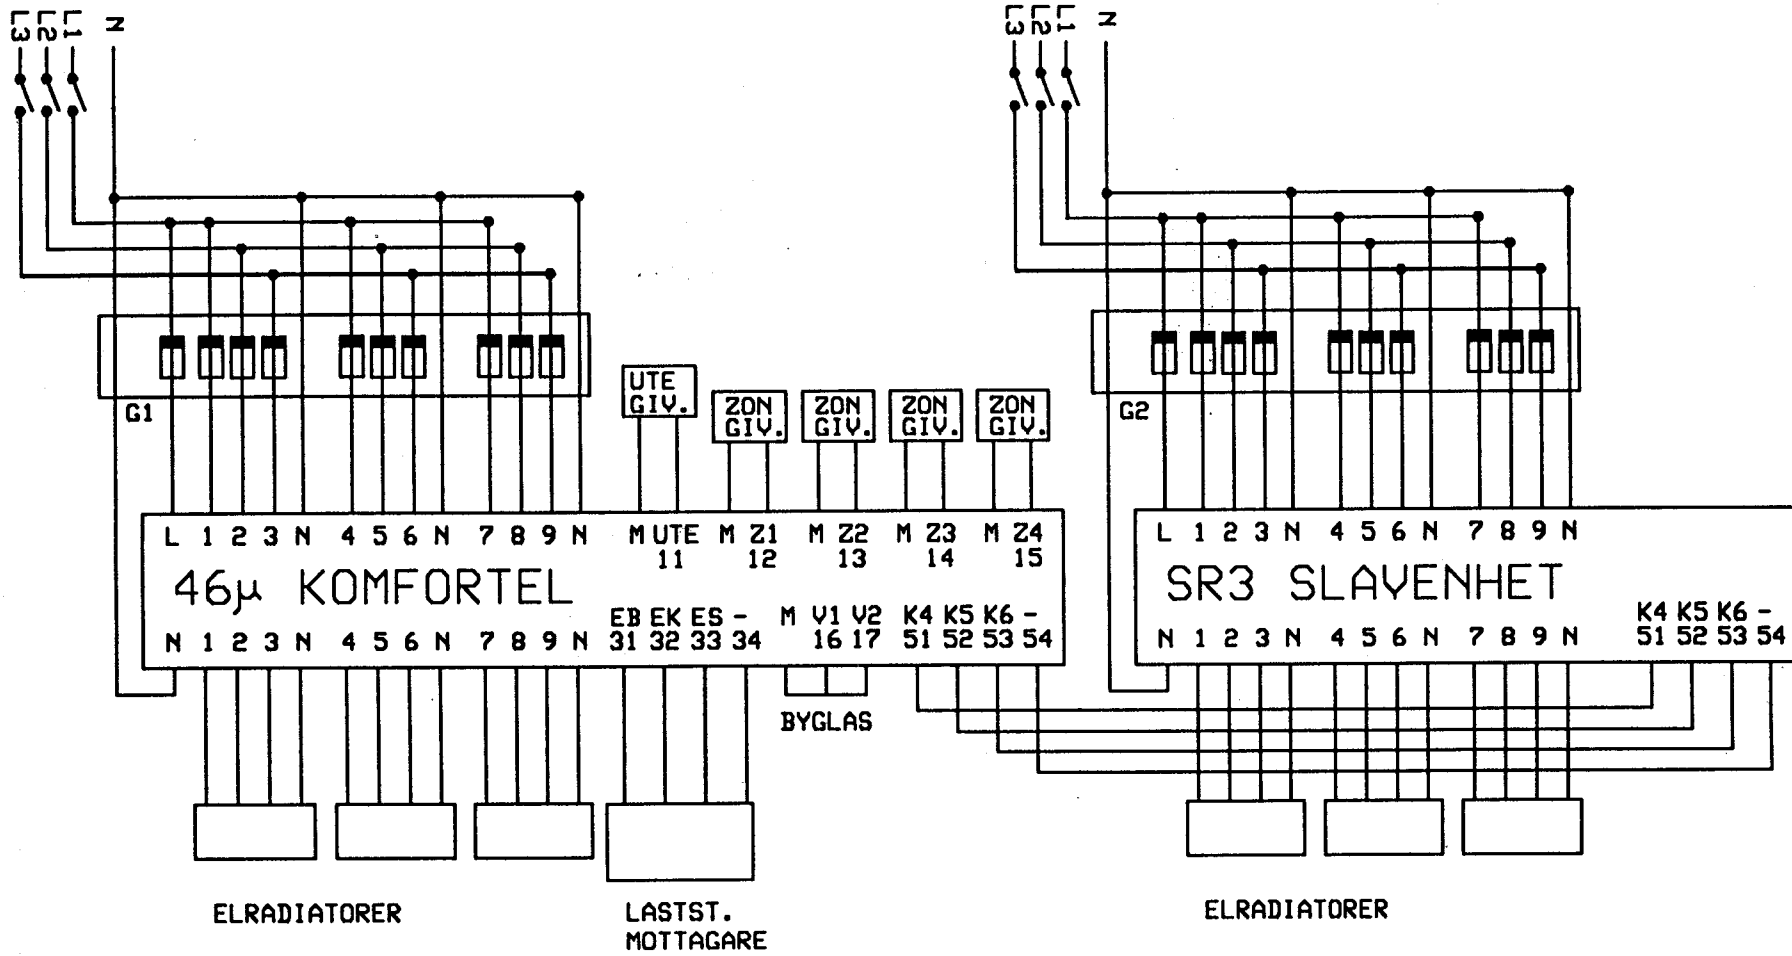 L3 L2 L1 N
L3 L2 L1 N
G1
G2
UTE
GIV.
ZON
GIV.
ZON
GIV.
ZON
GIV.
ZON
GIV.
L 1 2 3 N 4 5 6 N 7 8 9 N M UTE M Z1 M Z2 M Z3 M Z4
11 12 13 14 15
46µ KOMFORTEL
EB EK ES - M V1 V2 K4 K5 K6 -
N 1 2 3 N 4 5 6 N 7 8 9 N 31 32 33 34 16 17 51 52 53 54
L 1 2 3 N 4 5 6 N 7 8 9 N
SR3 SLAVENHET
K4 K5 K6 -
N 1 2 3 N 4 5 6 N 7 8 9 N 51 52 53 54
BYGLAS
ELRADIATORER
LASTST.
MOTTAGARE
ELRADIATORER